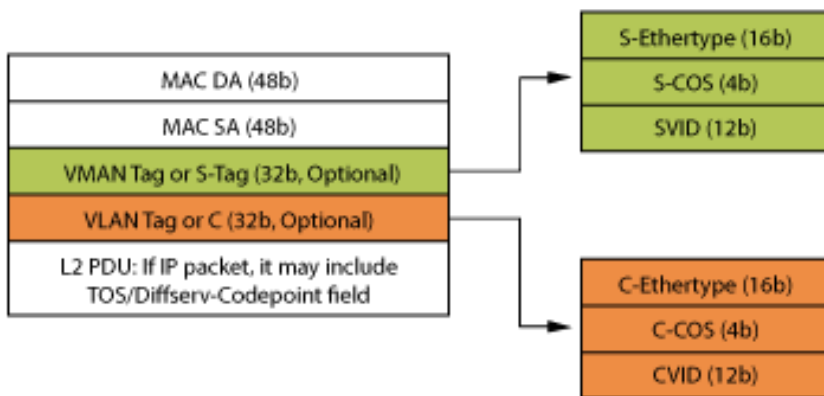 MAC DA (48b)
MAC SA (48b)
VMAN Tag or S-Tag (32b, Optional)
VLAN Tag or C (32b, Optional)
L2 PDU: If IP packet, it may include
TOS/Diffserv-Codepoint field
S-Ethertype (16b)
S-COS (4b)
SVID (12b)
C-Ethertype (16b)
C-COS (4b)
CVID (12b)